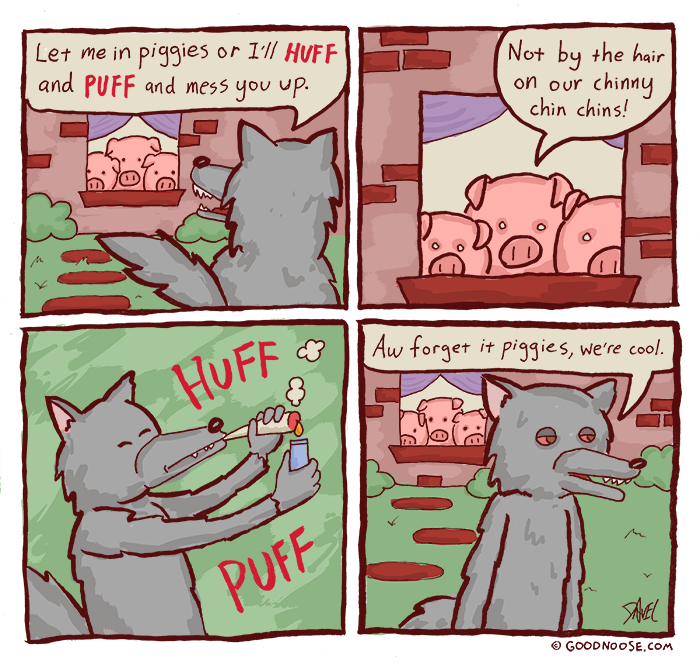 Let me in piggies or I'll HUFF
and PUFF and mess you up.
Not by the hair
on our chinny
chin chins!
HUFF
PUFF
Aw forget it piggies, we're cool.
© GOODNOOSE.COM